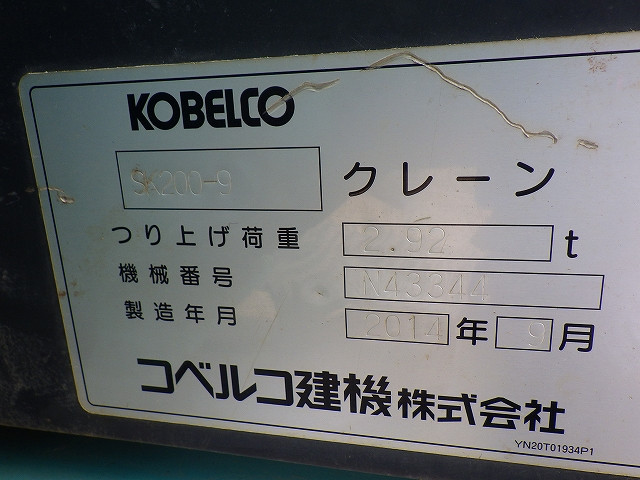 KOBELCO
SK200-9 クレーン
つり上げ荷重 2.92 t
機械番号 N43344
製造年月 2014 年 9 月
コベルコ建機株式会社
YN20T01934P1